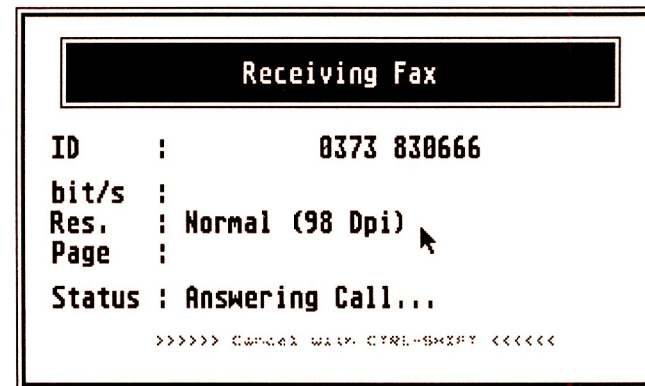 Receiving Fax
ID : 0373 830666
bit/s :
Res. : Normal (98 Dpi)
Page :
Status : Answering Call...
>>>>>> Cancel with CTRL-SHIFT <<<<<<